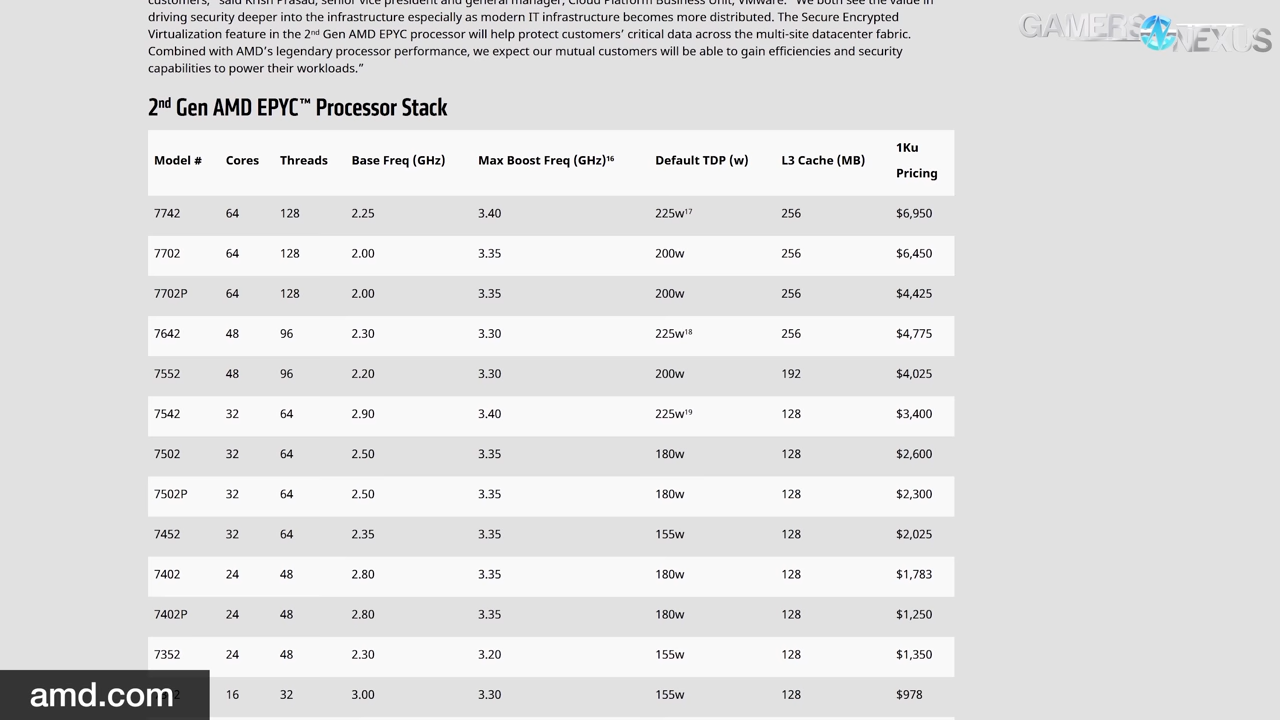 customers," said Krish Prasad, senior vice president and general manager, Cloud Platform Business Unit, VMware. "We both see the value in
driving security deeper into the infrastructure especially as modern IT infrastructure becomes more distributed. The Secure Encrypted
Virtualization feature in the 2nd Gen AMD EPYC processor will help protect customers' critical data across the multi-site datacenter fabric.
Combined with AMD's legendary processor performance, we expect our mutual customers will be able to gain efficiencies and security
capabilities to power their workloads."
GAMERS NEXUS
2nd Gen AMD EPYC™ Processor Stack
Model # Cores Threads Base Freq (GHz) Max Boost Freq (GHz)16 Default TDP (w) L3 Cache (MB) 1Ku Pricing
7742 64 128 2.25 3.40 225w17 256 $6,950
7702 64 128 2.00 3.35 200w 256 $6,450
7702P 64 128 2.00 3.35 200w 256 $4,425
7642 48 96 2.30 3.30 225w18 256 $4,775
7552 48 96 2.20 3.30 200w 192 $4,025
7542 32 64 2.90 3.40 225w19 128 $3,400
7502 32 64 2.50 3.35 180w 128 $2,600
7502P 32 64 2.50 3.35 180w 128 $2,300
7452 32 64 2.35 3.35 155w 128 $2,025
7402 24 48 2.80 3.35 180w 128 $1,783
7402P 24 48 2.80 3.35 180w 128 $1,250
7352 24 48 2.30 3.20 155w 128 $1,350
16 32 3.00 3.30 155w 128 $978
amd.com